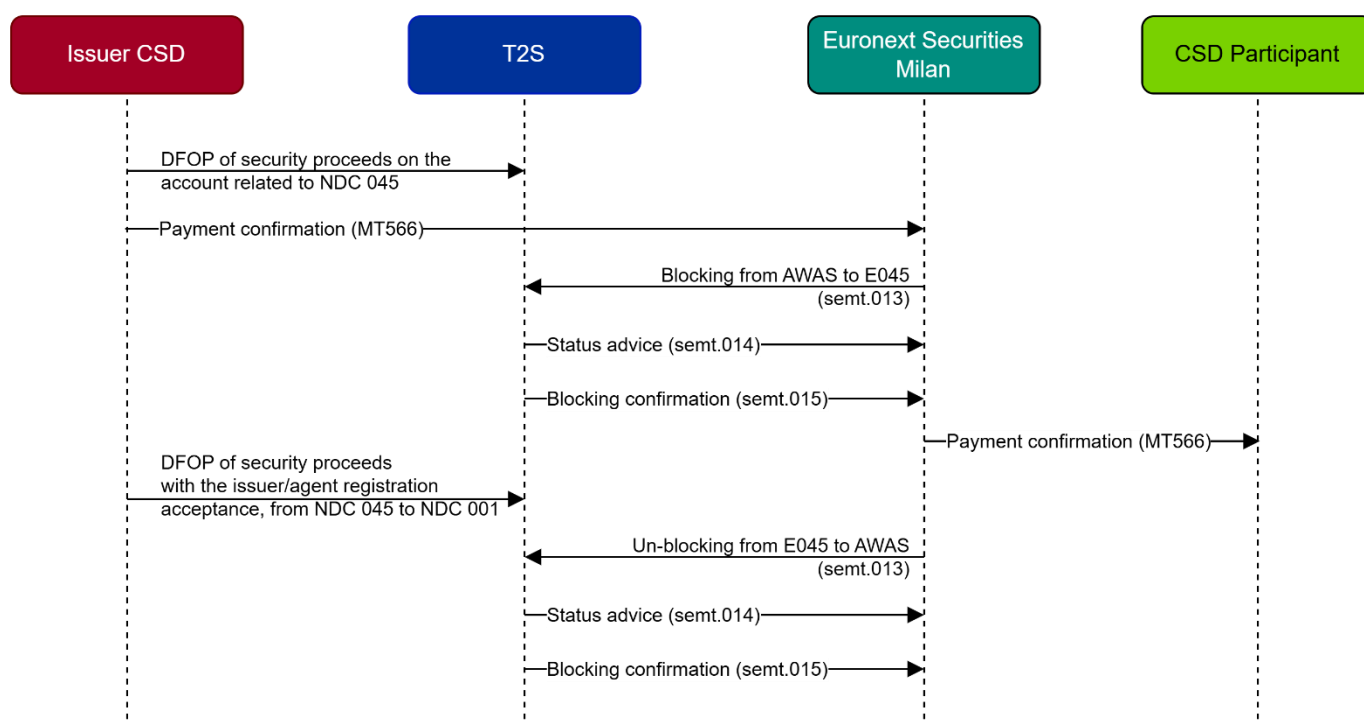 Issuer CSD
T2S
Euronext Securities
Milan
CSD Participant
DFOP of security proceeds on the
account related to NDC 045
Payment confirmation (MT566)
Blocking from AWAS to E045
(semt.013)
Status advice (semt.014)
Blocking confirmation (semt.015)
Payment confirmation (MT566)
DFOP of security proceeds
with the issuer/agent registration
acceptance, from NDC 045 to NDC 001
Un-blocking from E045 to AWAS
(semt.013)
Status advice (semt.014)
Blocking confirmation (semt.015)